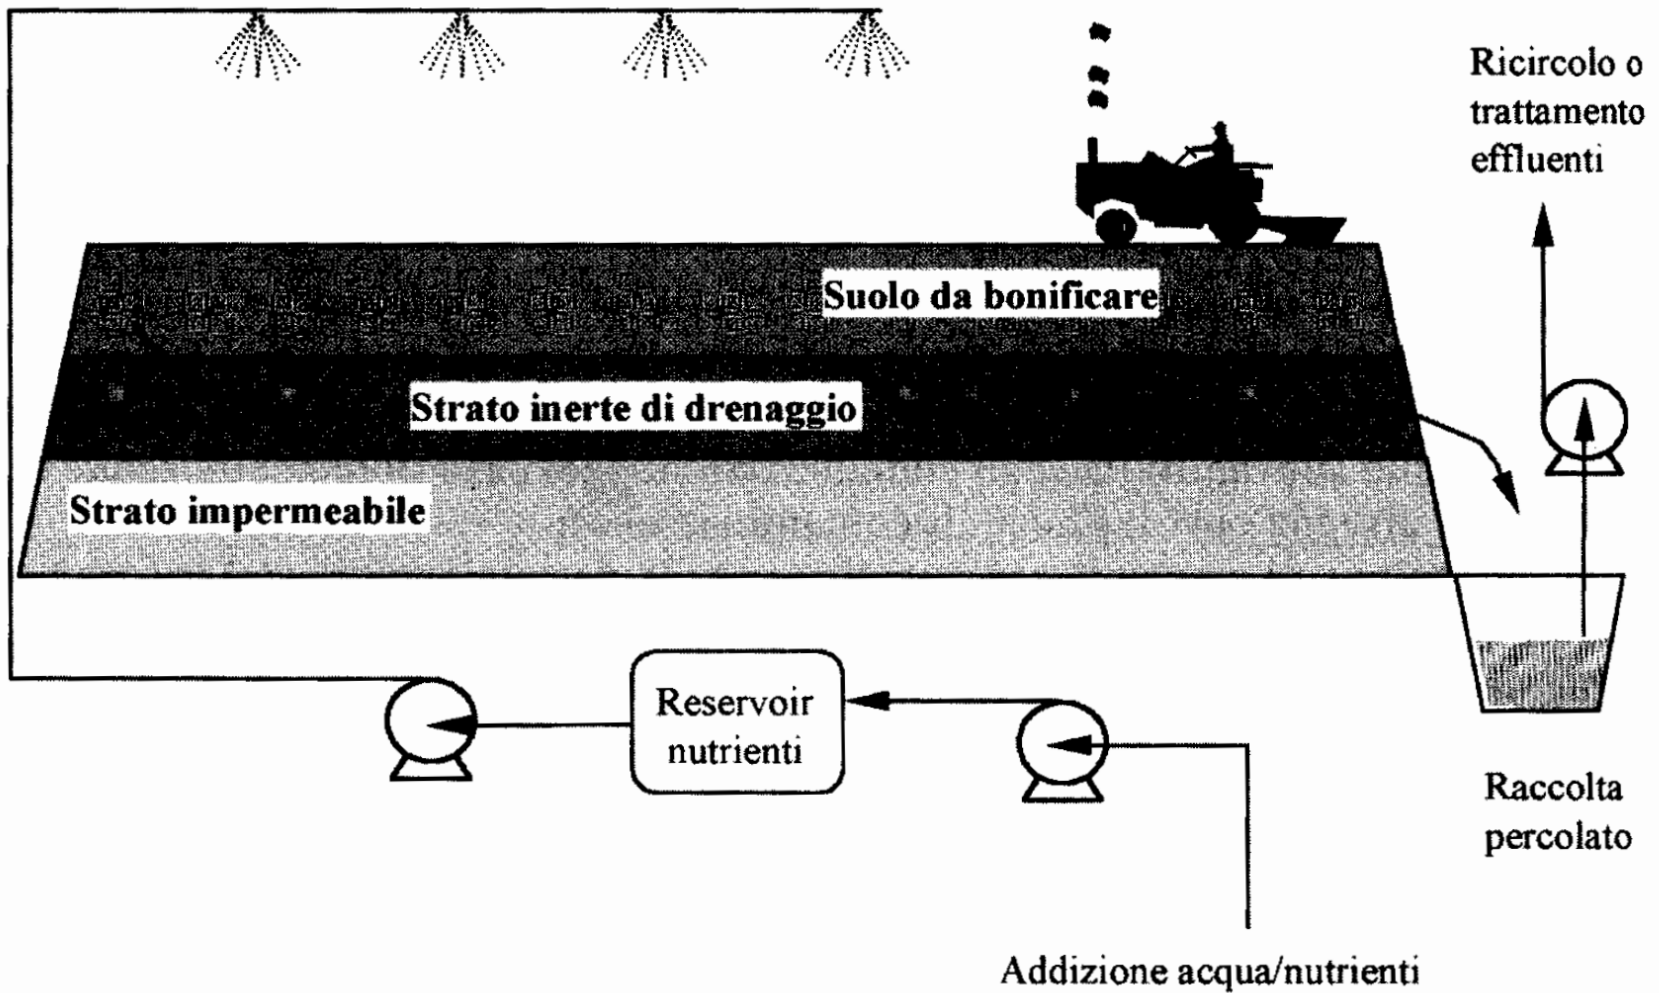 Ricircolo o
trattamento
effluenti
Suolo da bonificare
Strato inerte di drenaggio
Strato impermeabile
Reservoir
nutrienti
Raccolta
percolato
Addizione acqua/nutrienti